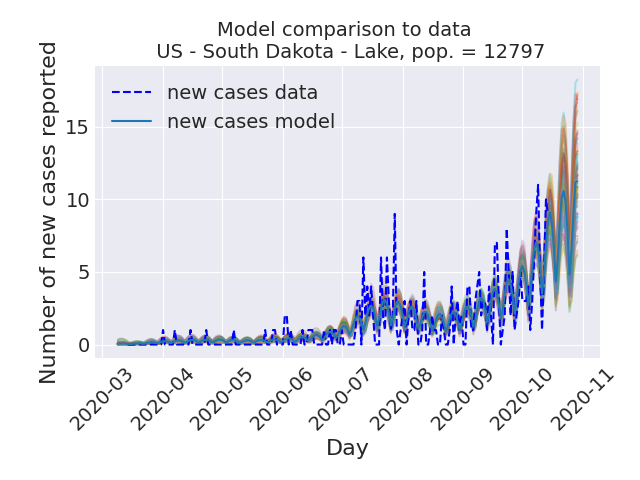 Model comparison to data
US - South Dakota - Lake, pop. = 12797
Number of new cases reported
new cases data
new cases model
15
10
5
0
2020-03
2020-04
2020-05
2020-06
2020-07
2020-08
2020-09
2020-10
2020-11
Day